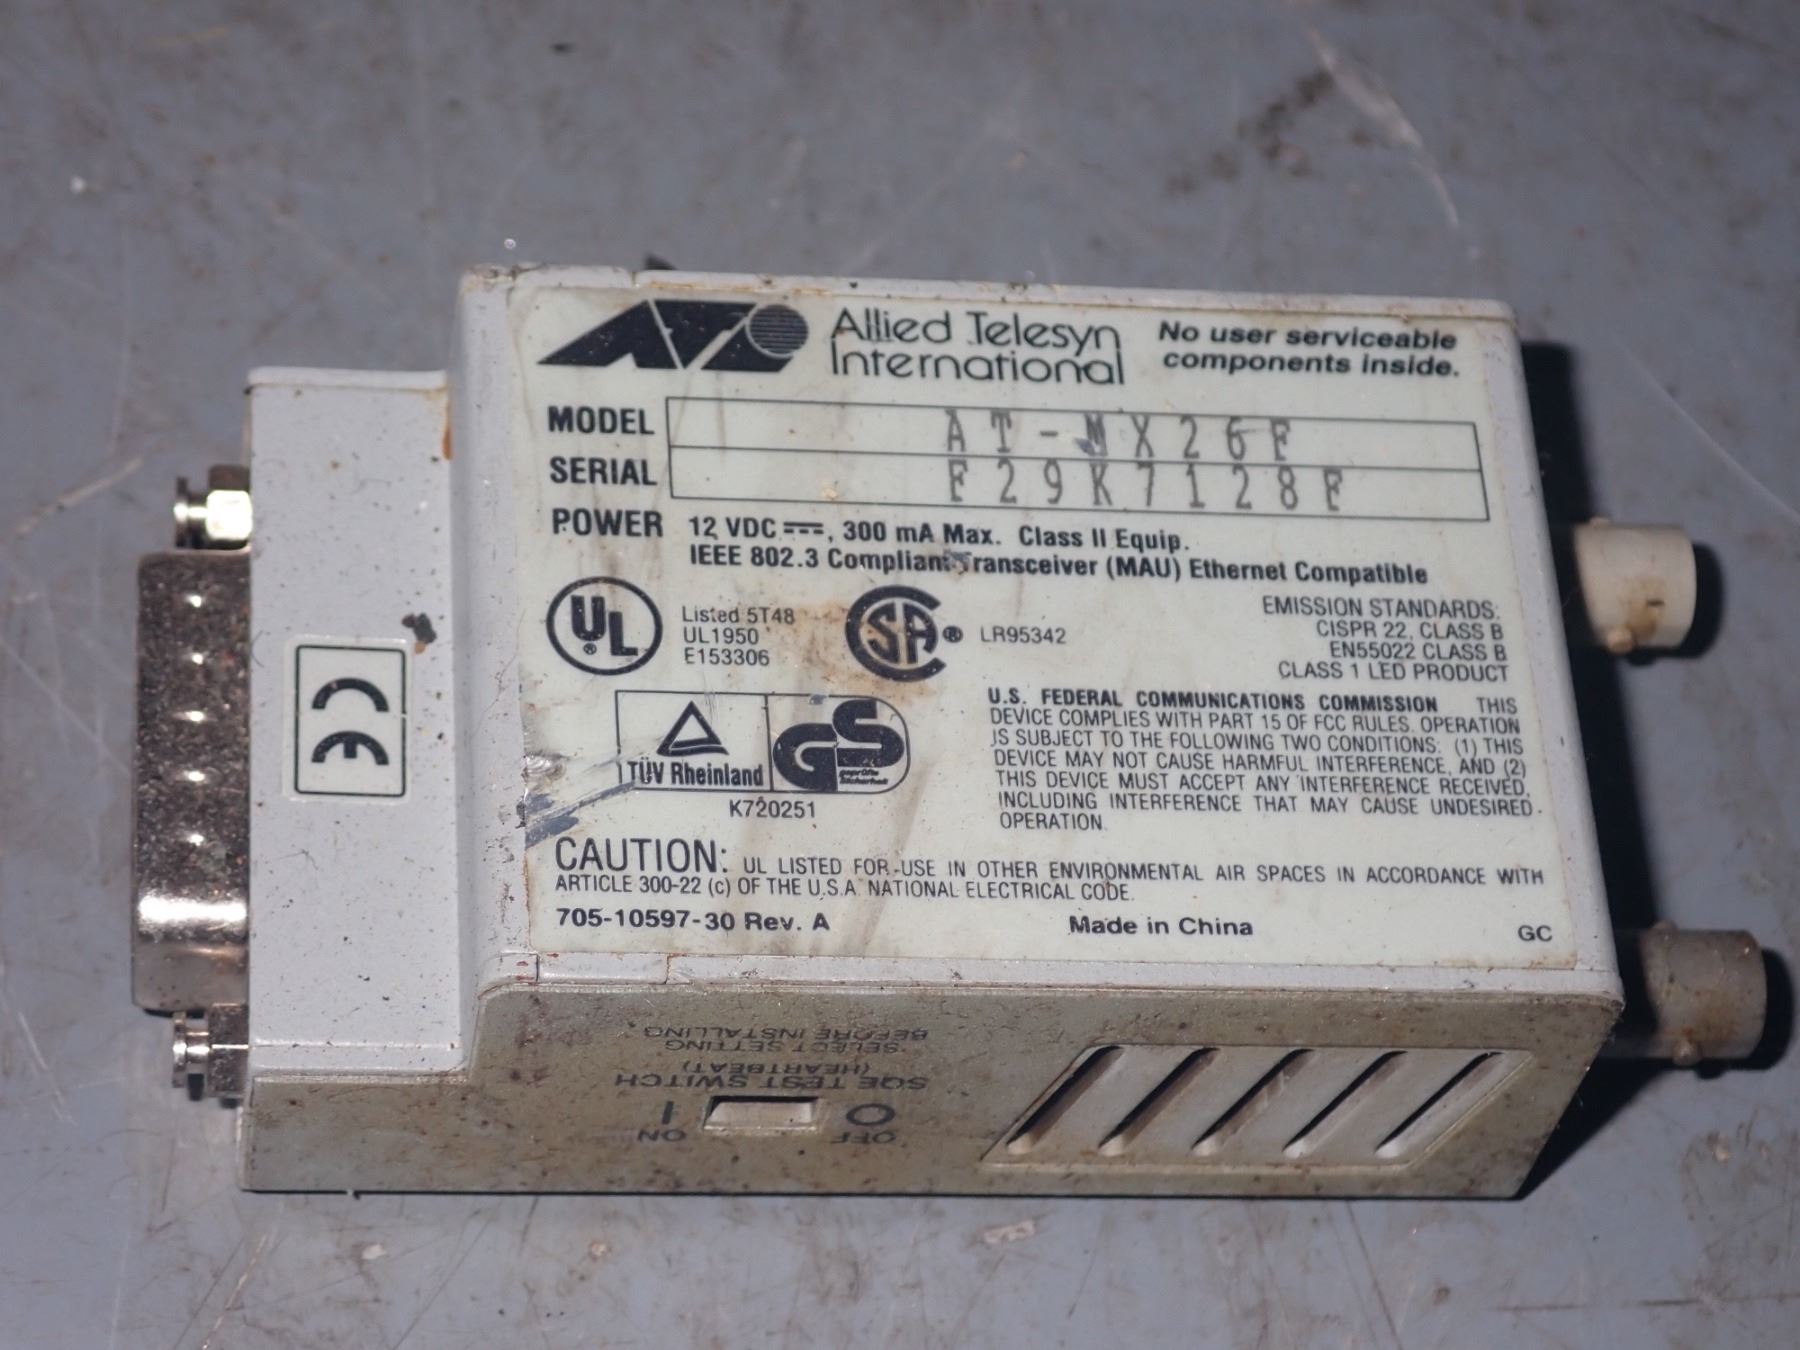 Allied Telesyn
International
No user serviceable
components inside.
MODEL AT-MX26F
SERIAL F29K7128F
POWER 12 VDC ⎓, 300 mA Max. Class II Equip.
IEEE 802.3 Compliant Transceiver (MAU) Ethernet Compatible
UL
®
Listed 5T48
UL1950
E153306
SA ®
LR95342
EMISSION STANDARDS:
CISPR 22, CLASS B
EN55022 CLASS B
CLASS 1 LED PRODUCT
TÜV Rheinland
GS
geprüfte
Sicherheit
K720251
U.S. FEDERAL COMMUNICATIONS COMMISSION THIS
DEVICE COMPLIES WITH PART 15 OF FCC RULES. OPERATION
IS SUBJECT TO THE FOLLOWING TWO CONDITIONS: (1) THIS
DEVICE MAY NOT CAUSE HARMFUL INTERFERENCE, AND (2)
THIS DEVICE MUST ACCEPT ANY INTERFERENCE RECEIVED,
INCLUDING INTERFERENCE THAT MAY CAUSE UNDESIRED
OPERATION.
CAUTION: UL LISTED FOR USE IN OTHER ENVIRONMENTAL AIR SPACES IN ACCORDANCE WITH
ARTICLE 300-22 (c) OF THE U.S.A. NATIONAL ELECTRICAL CODE.
705-10597-30 Rev. A
Made in China
GC
CE
OFF ON
O I
SQE TEST SWITCH
(HEARTBEAT)
SELECT SETTING
BEFORE INSTALLING